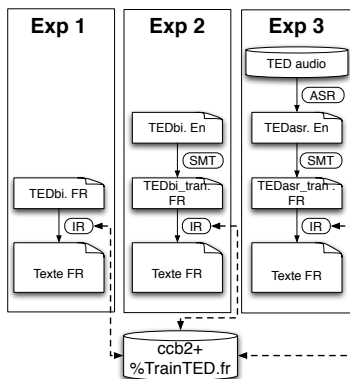 Exp 1
TEDbi. FR
IR
Texte FR
Exp 2
TEDbi. En
SMT
TEDbi_tran.
FR
IR
Texte FR
Exp 3
TED audio
ASR
TEDasr. En
SMT
TEDasr_tran.
FR
IR
Texte FR
ccb2+
%TrainTED.fr